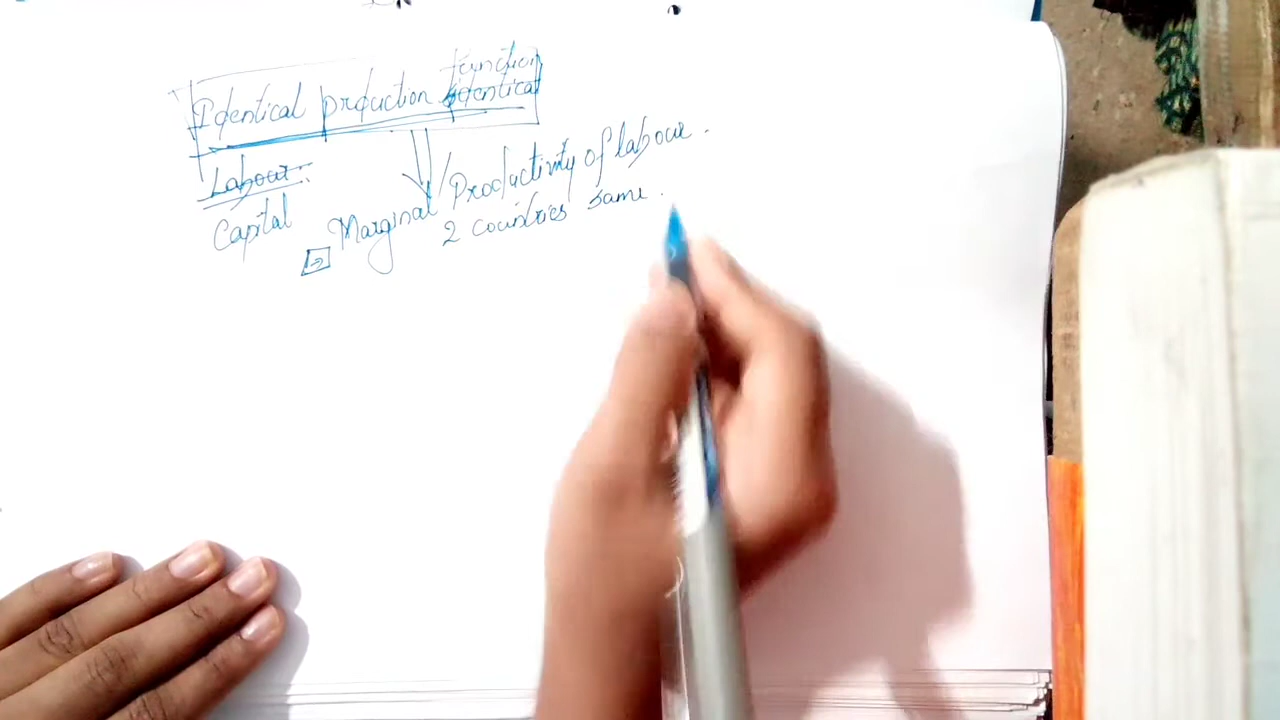 function
Identical production identical
Labour
Capital
Marginal Productivity of labour.
2 countries same.